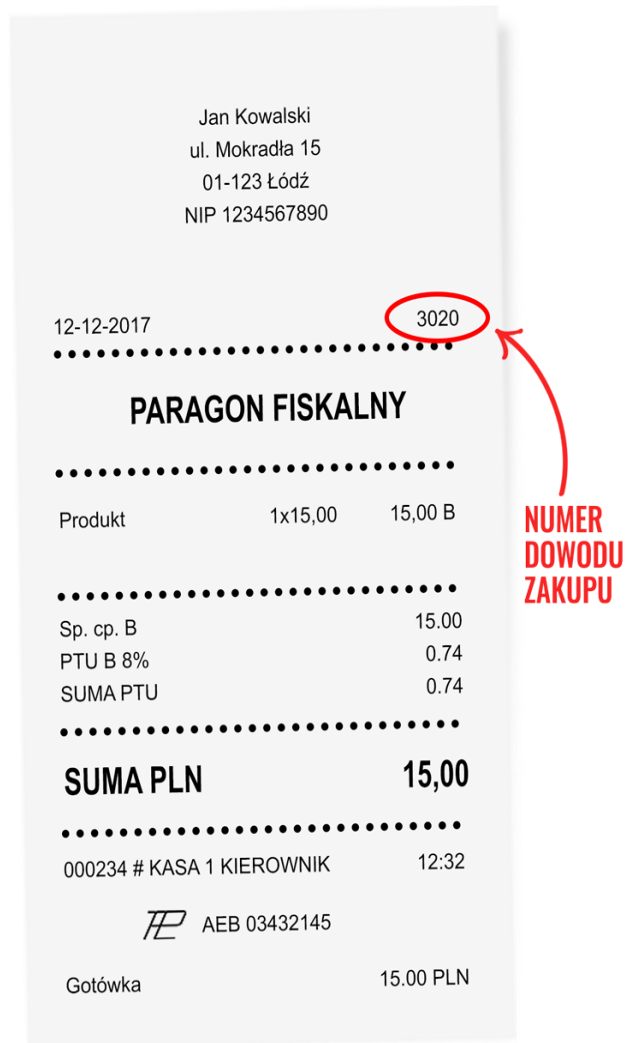 Jan Kowalski
ul. Mokradła 15
01-123 Łódź
NIP 1234567890
12-12-2017 3020
PARAGON FISKALNY
Produkt 1x15,00 15,00 B
NUMER
DOWODU
ZAKUPU
Sp. cp. B 15.00
PTU B 8% 0.74
SUMA PTU 0.74
SUMA PLN 15,00
000234 # KASA 1 KIEROWNIK 12:32
AEB 03432145
Gotówka 15.00 PLN